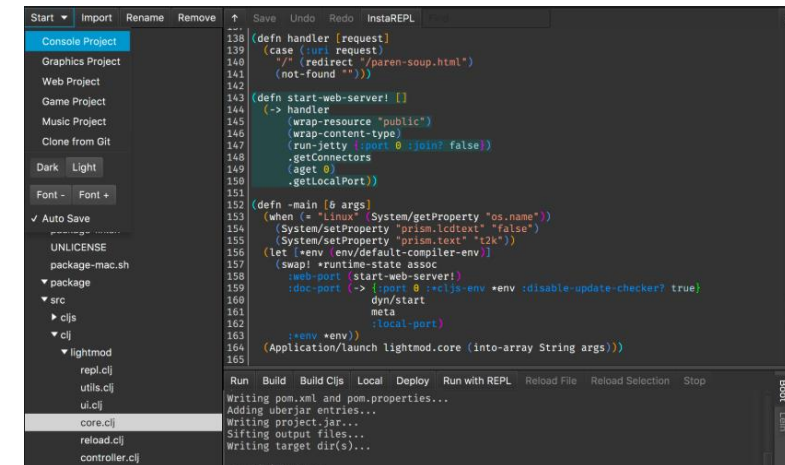 Start ▼ Import Rename Remove ↑ Save Undo Redo InstaREPL
Console Project
Graphics Project
Web Project
Game Project
Music Project
Clone from Git
Dark Light
Font - Font +
✓ Auto Save
UNLICENSE
package-mac.sh
▼ package
▼ src
▶ cljs
▼ clj
▼ lightmod
repl.clj
utils.clj
ui.clj
core.clj
reload.clj
controller.clj
138 (defn handler [request]
139 (case (:uri request)
140 "/" (redirect "/paren-soup.html")
141 (not-found "")))
142
143 (defn start-web-server! []
144 (-> handler
145 (wrap-resource "public")
146 (wrap-content-type)
147 (run-jetty {:port 0 :join? false})
148 .getConnectors
149 (aget 0)
150 .getLocalPort))
151
152 (defn -main [& args]
153 (when (= "Linux" (System/getProperty "os.name"))
154 (System/setProperty "prism.lcdtext" "false")
155 (System/setProperty "prism.text" "t2k"))
156 (let [*env (env/default-compiler-env)]
157 (swap! *runtime-state assoc
158 :web-port (start-web-server!)
159 :doc-port (-> {:port 0 :*cljs-env *env :disable-update-checker? true}
160 dyn/start
161 meta
162 :local-port)
163 :*env *env))
164 (Application/launch lightmod.core (into-array String args)))
165
Run Build Build Cljs Local Deploy Run with REPL Reload File Reload Selection Stop
Writing pom.xml and pom.properties...
Adding uberjar entries...
Writing project.jar...
Sifting output files...
Writing target dir(s)...
Boot
Lein